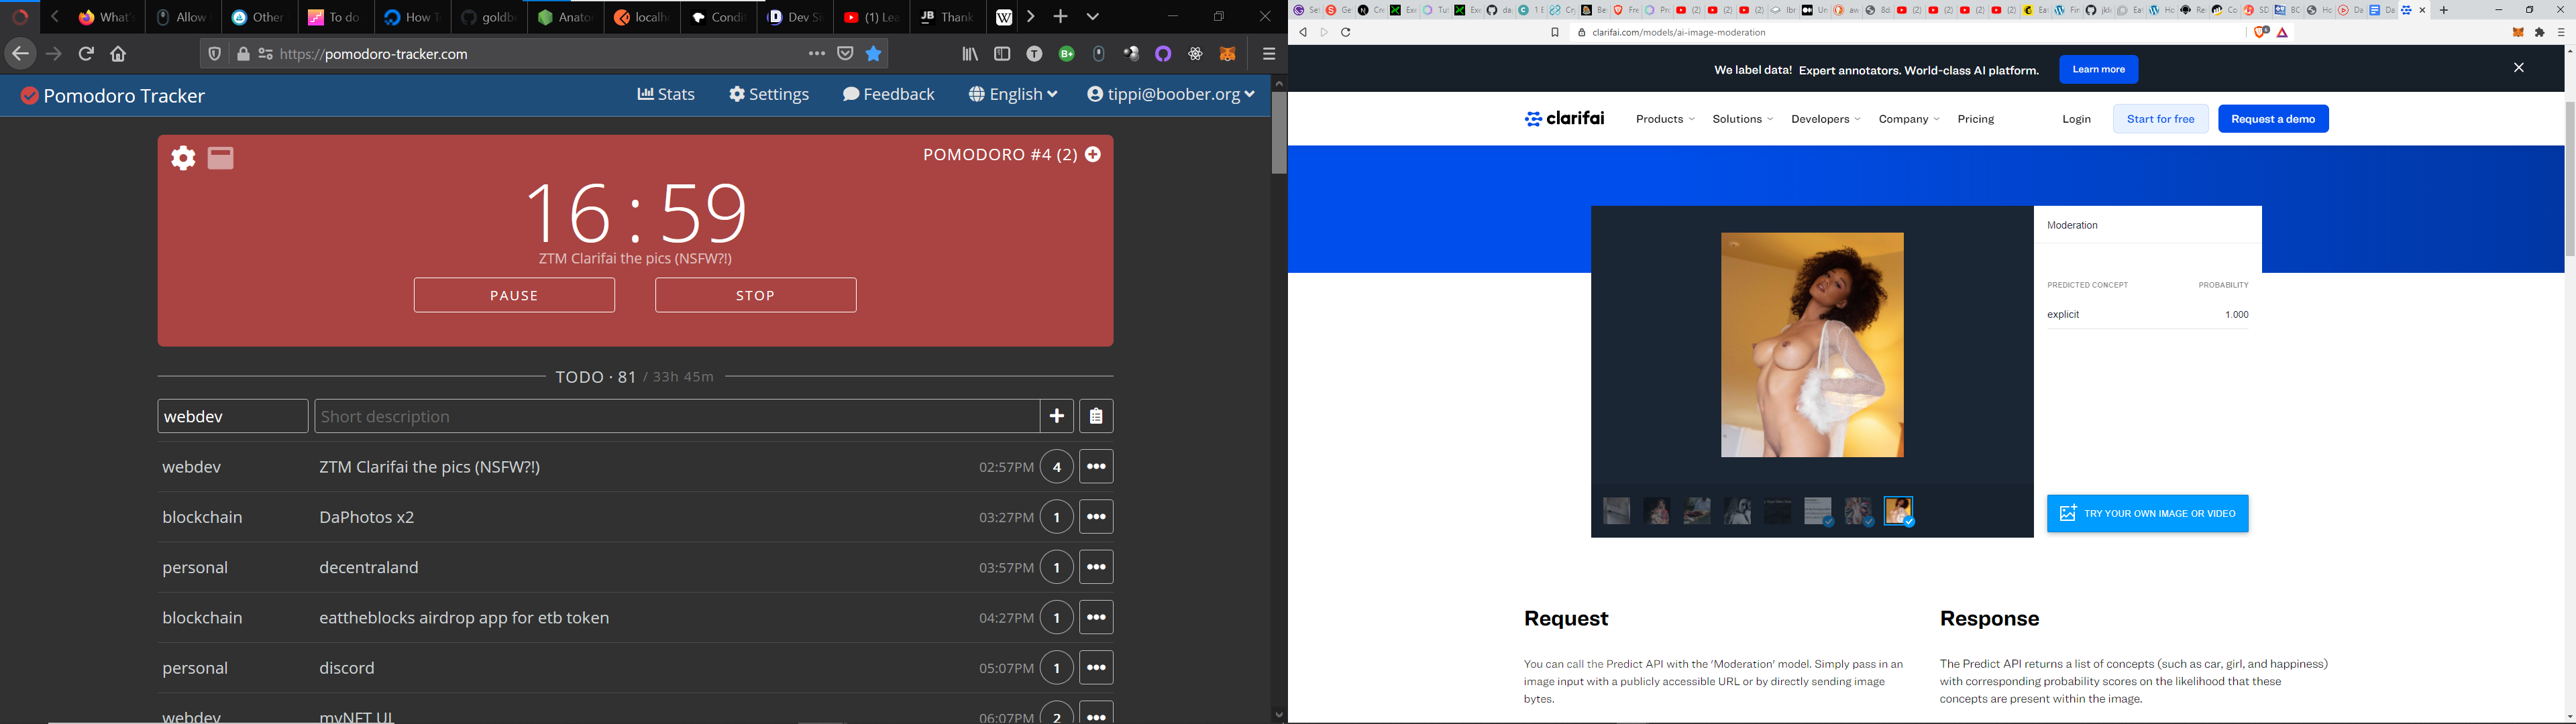 What's
Allow
Other
To do
How T
goldb
Anato
localh
Condit
Dev Si
(1) Lea
Thank
https://pomodoro-tracker.com
Pomodoro Tracker
Stats
Settings
Feedback
English
tippi@boober.org
POMODORO #4 (2)
16:59
ZTM Clarifai the pics (NSFW?!)
PAUSE
STOP
TODO · 81 / 33h 45m
webdev
Short description
webdev ZTM Clarifai the pics (NSFW?!) 02:57PM 4
blockchain DaPhotos x2 03:27PM 1
personal decentraland 03:57PM 1
blockchain eattheblocks airdrop app for etb token 04:27PM 1
personal discord 05:07PM 1
webdev myNFT UI 06:07PM 2
clarifai.com/models/ai-image-moderation
We label data! Expert annotators. World-class AI platform.
Learn more
clarifai
Products
Solutions
Developers
Company
Pricing
Login
Start for free
Request a demo
Moderation
PREDICTED CONCEPT PROBABILITY
explicit 1.000
TRY YOUR OWN IMAGE OR VIDEO
Request
You can call the Predict API with the 'Moderation' model. Simply pass in an
image input with a publicly accessible URL or by directly sending image
bytes.
Response
The Predict API returns a list of concepts (such as car, girl, and happiness)
with corresponding probability scores on the likelihood that these
concepts are present within the image.